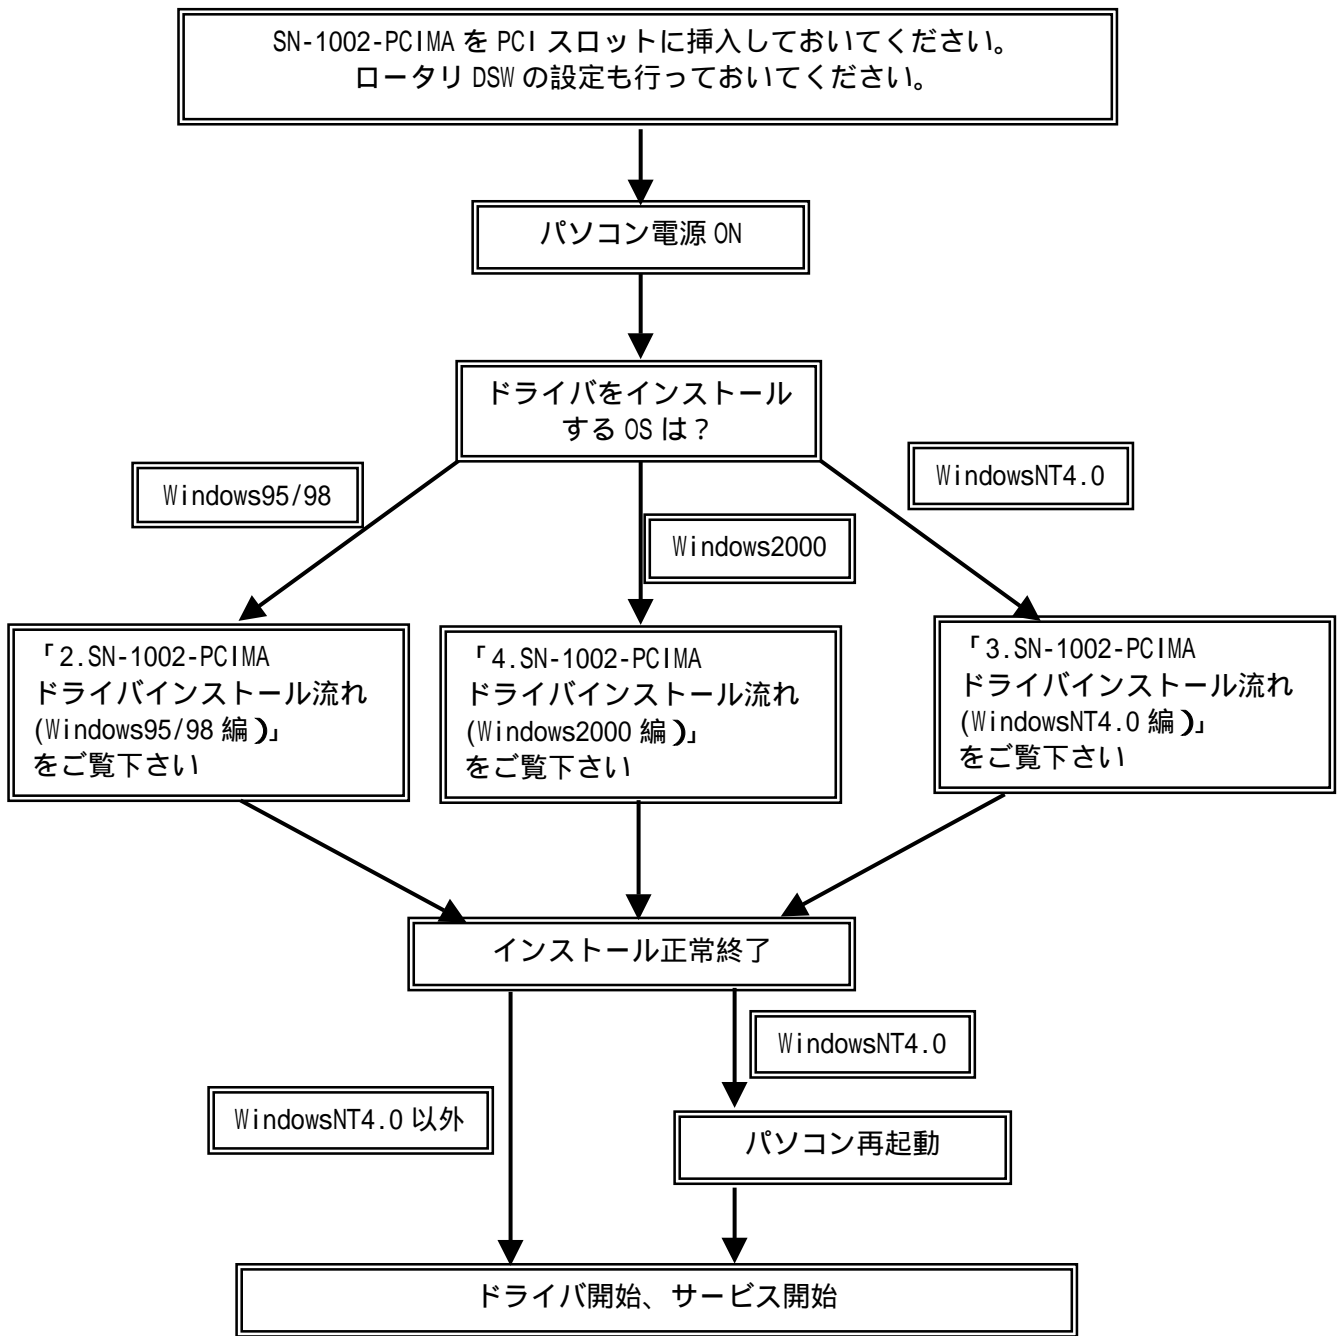 SN-1002-PCIMA を PCI スロットに挿入しておいてください。
ロータリ DSW の設定も行っておいてください。
パソコン電源 ON
ドライバをインストール
する OS は？
Windows95/98
Windows2000
WindowsNT4.0
「2.SN-1002-PCIMA
ドライバインストール流れ
(Windows95/98 編)」
をご覧下さい
「4.SN-1002-PCIMA
ドライバインストール流れ
(Windows2000 編)」
をご覧下さい
「3.SN-1002-PCIMA
ドライバインストール流れ
(WindowsNT4.0 編)」
をご覧下さい
インストール正常終了
WindowsNT4.0
WindowsNT4.0 以外
パソコン再起動
ドライバ開始、サービス開始